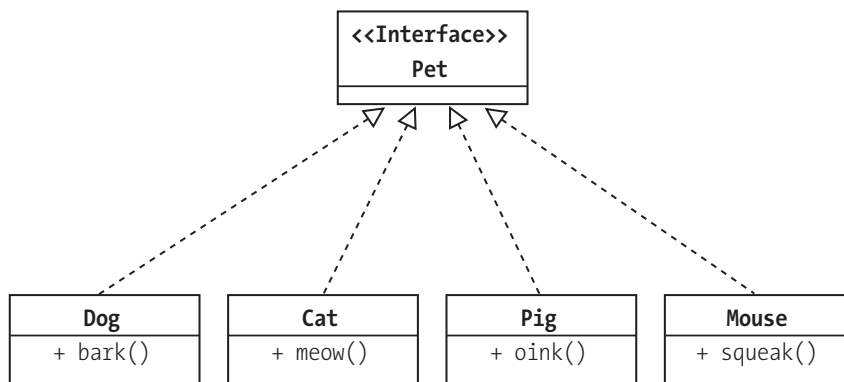 <<Interface>>
Pet
Dog
+ bark()
Cat
+ meow()
Pig
+ oink()
Mouse
+ squeak()